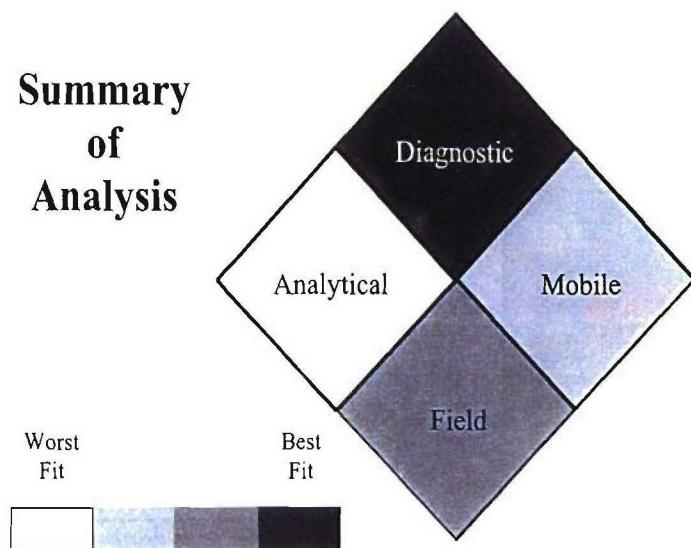 Summary
of
Analysis
Diagnostic
Analytical
Mobile
Field
Worst
Fit
Best
Fit